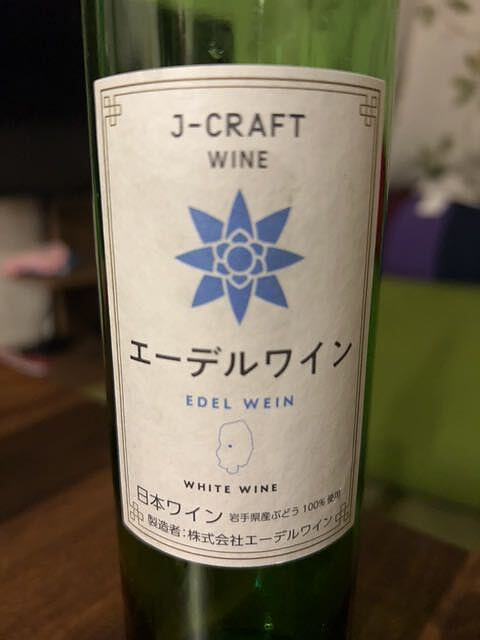 J-CRAFT
WINE
エーデルワイン
EDEL WEIN
WHITE WINE
日本ワイン 岩手県産ぶどう100%使用
製造者:株式会社エーデルワイン